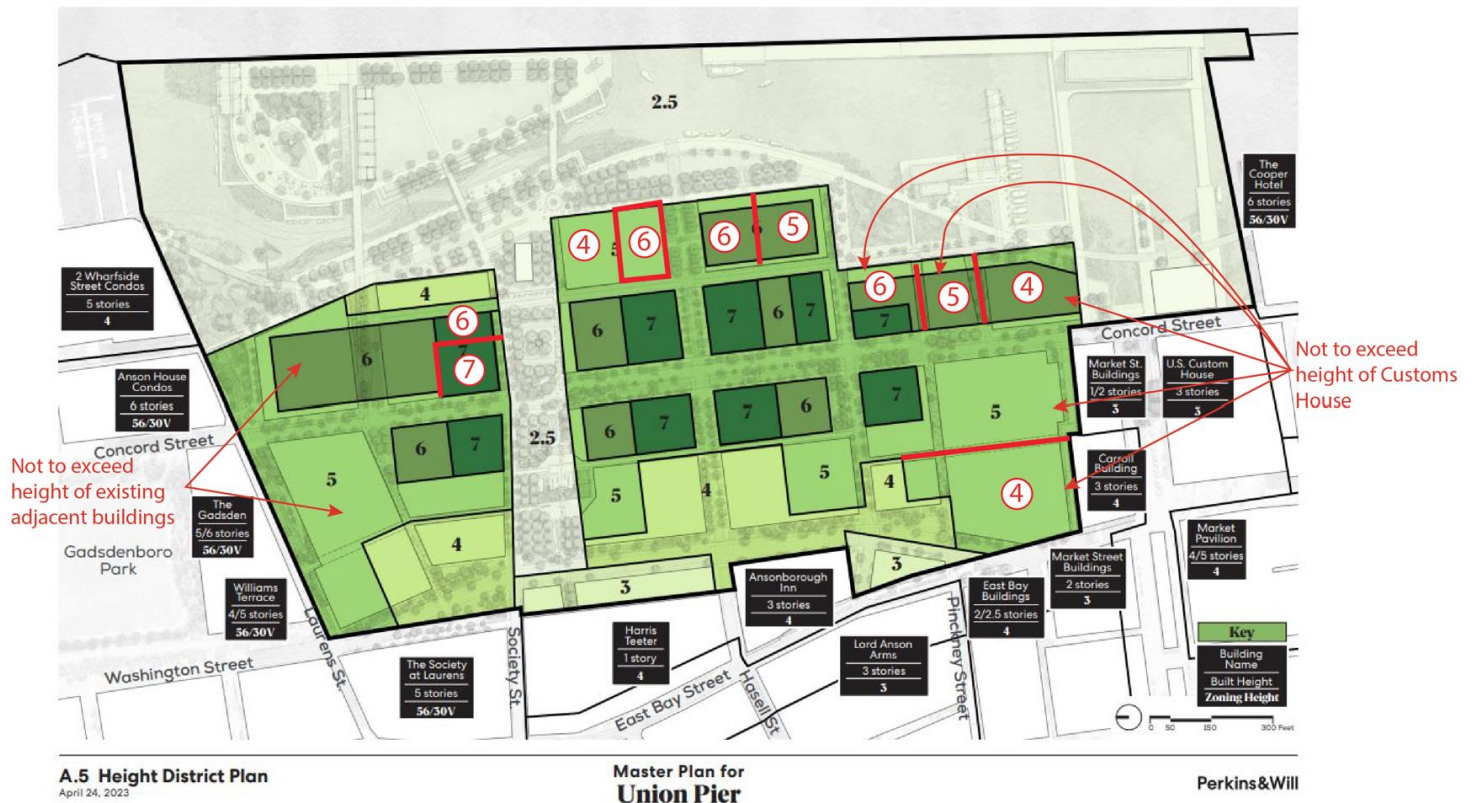 2.5
The
Cooper
Hotel
6 stories
56/30V
2 Wharfside
Street Condos
5 stories
4
4
4
5
6
6
6
5
6
5
4
7
6
6
7
6
7
7
6
7
7
Concord Street
Anson House
Condos
6 stories
56/30V
Market St.
Buildings
1/2 stories
3
U.S. Custom
House
3 stories
3
Not to exceed
height of Customs
House
Concord Street
6
7
6
7
7
6
7
5
2.5
Not to exceed
height of existing
adjacent buildings
5
5
4
5
4
4
Carroll
Building
3 stories
4
The
Gadsden
5/6 stories
56/30V
Gadsdenboro
Park
4
Market
Pavilion
4/5 stories
4
Williams
Terrace
4/5 stories
56/30V
3
Ansonborough
Inn
3 stories
4
3
Market Street
Buildings
2 stories
3
East Bay
Buildings
2/2.5 stories
4
Laurens St.
Society St.
Harris
Teeter
1 story
4
Lord Anson
Arms
3 stories
3
Pinckney Street
Washington Street
The Society
at Laurens
5 stories
56/30V
East Bay Street
Hasell St
Key
Building
Name
Built Height
Zoning Height
0 50 150 300 Feet
A.5 Height District Plan
April 24, 2023
Master Plan for
Union Pier
Perkins&Will